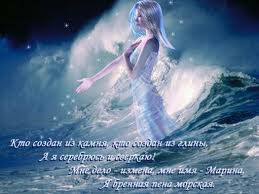 Кто создан из камня, кто создан из глины,
А я серебрюсь и сверкаю!
Мне дело - измена, мне имя - Марина,
Я бренная пена морская.